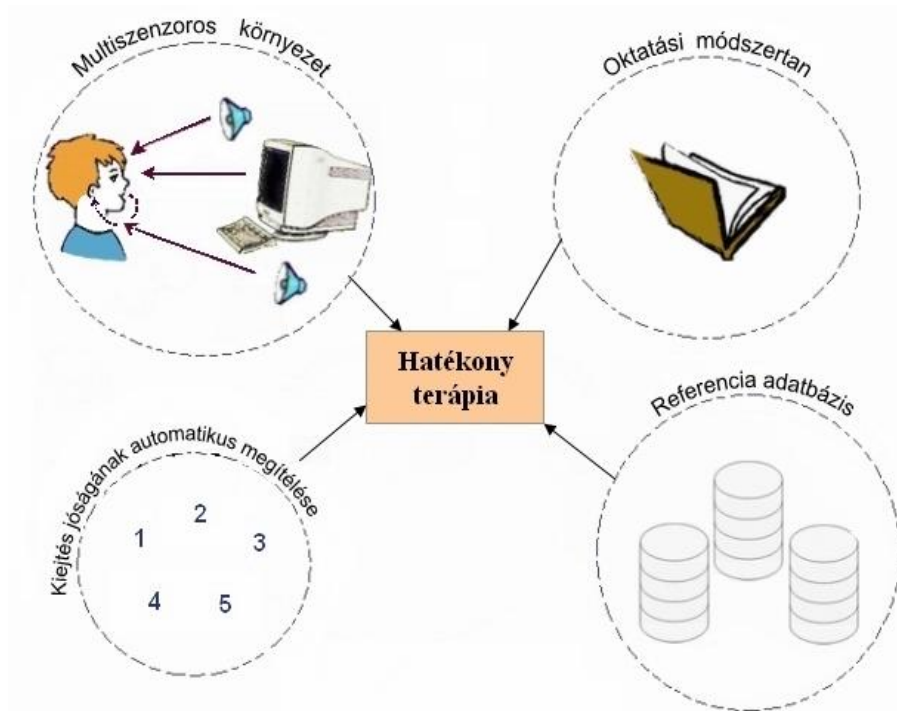 Multiszenzoros környezet
Oktatási módszertan
Hatékony
terápia
Kiejtés jóságának automatikus megítélése
1
2
3
4
5
Referencia adatbázis